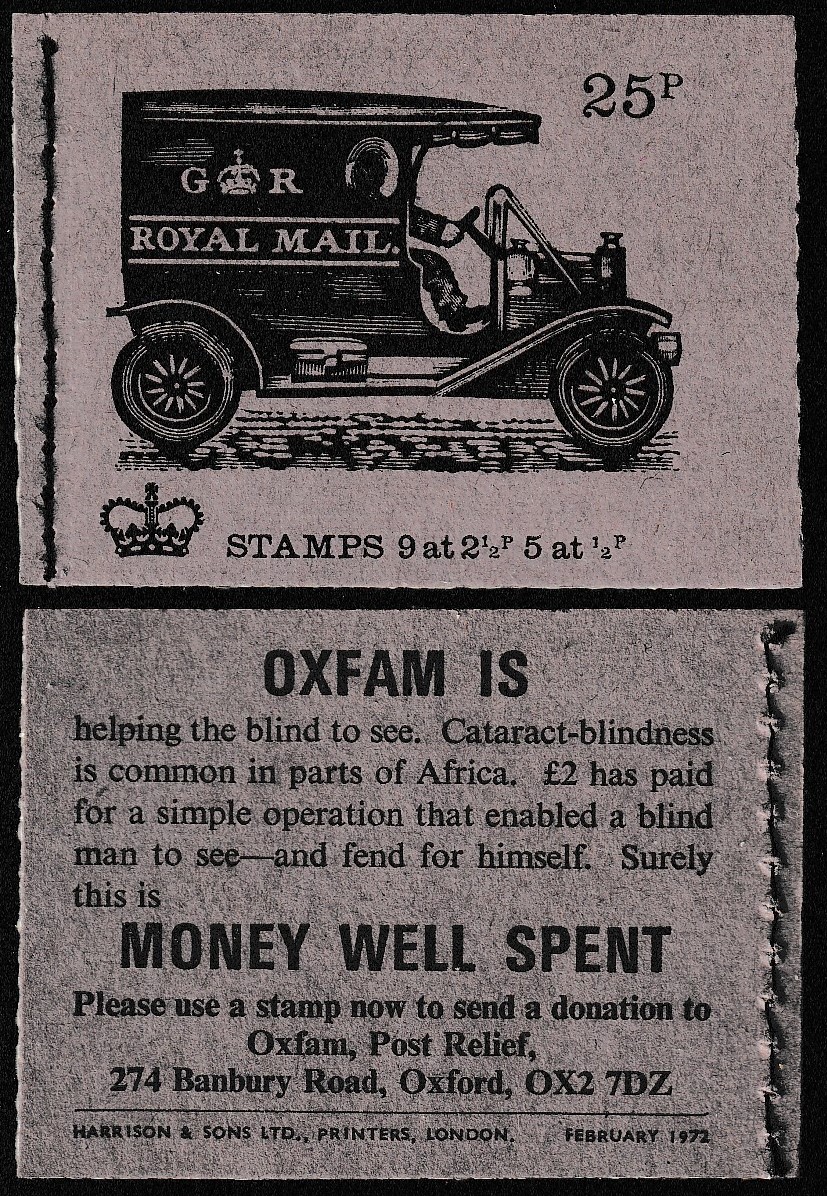 25P
G R
ROYAL MAIL.
STAMPS 9 at 2½P 5 at ½P
OXFAM IS
helping the blind to see. Cataract-blindness
is common in parts of Africa. £2 has paid
for a simple operation that enabled a blind
man to see—and fend for himself. Surely
this is
MONEY WELL SPENT
Please use a stamp now to send a donation to
Oxfam, Post Relief,
274 Banbury Road, Oxford, OX2 7DZ
HARRISON & SONS LTD., PRINTERS, LONDON. FEBRUARY 1972